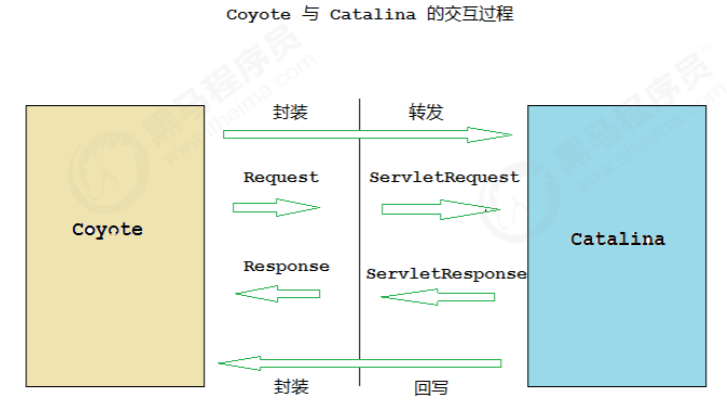 Coyote 与 Catalina 的交互过程
封装 转发
Request ServletRequest
Coyote
Catalina
Response ServletResponse
封装 回写
黑马程序员
www.itheima.com
黑马程序员
www.itheima.com